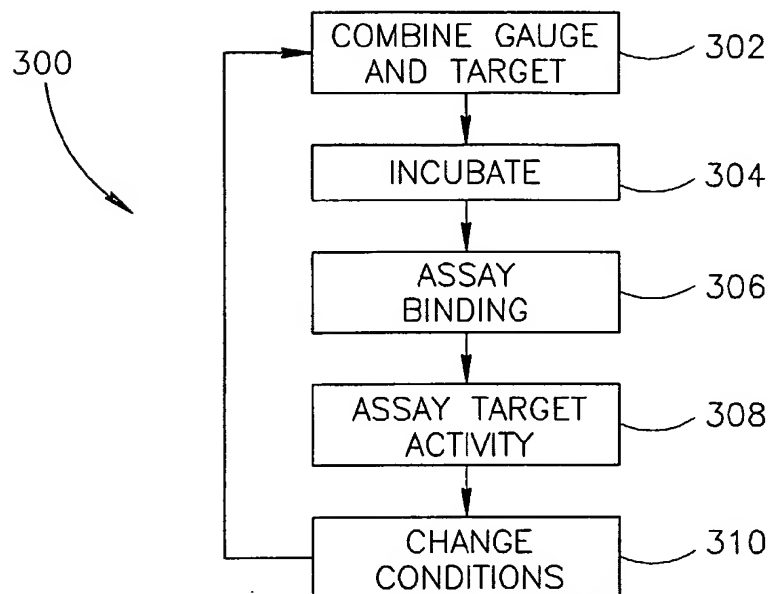 300
COMBINE GAUGE
AND TARGET
302
INCUBATE
304
ASSAY
BINDING
306
ASSAY TARGET
ACTIVITY
308
CHANGE
CONDITIONS
310